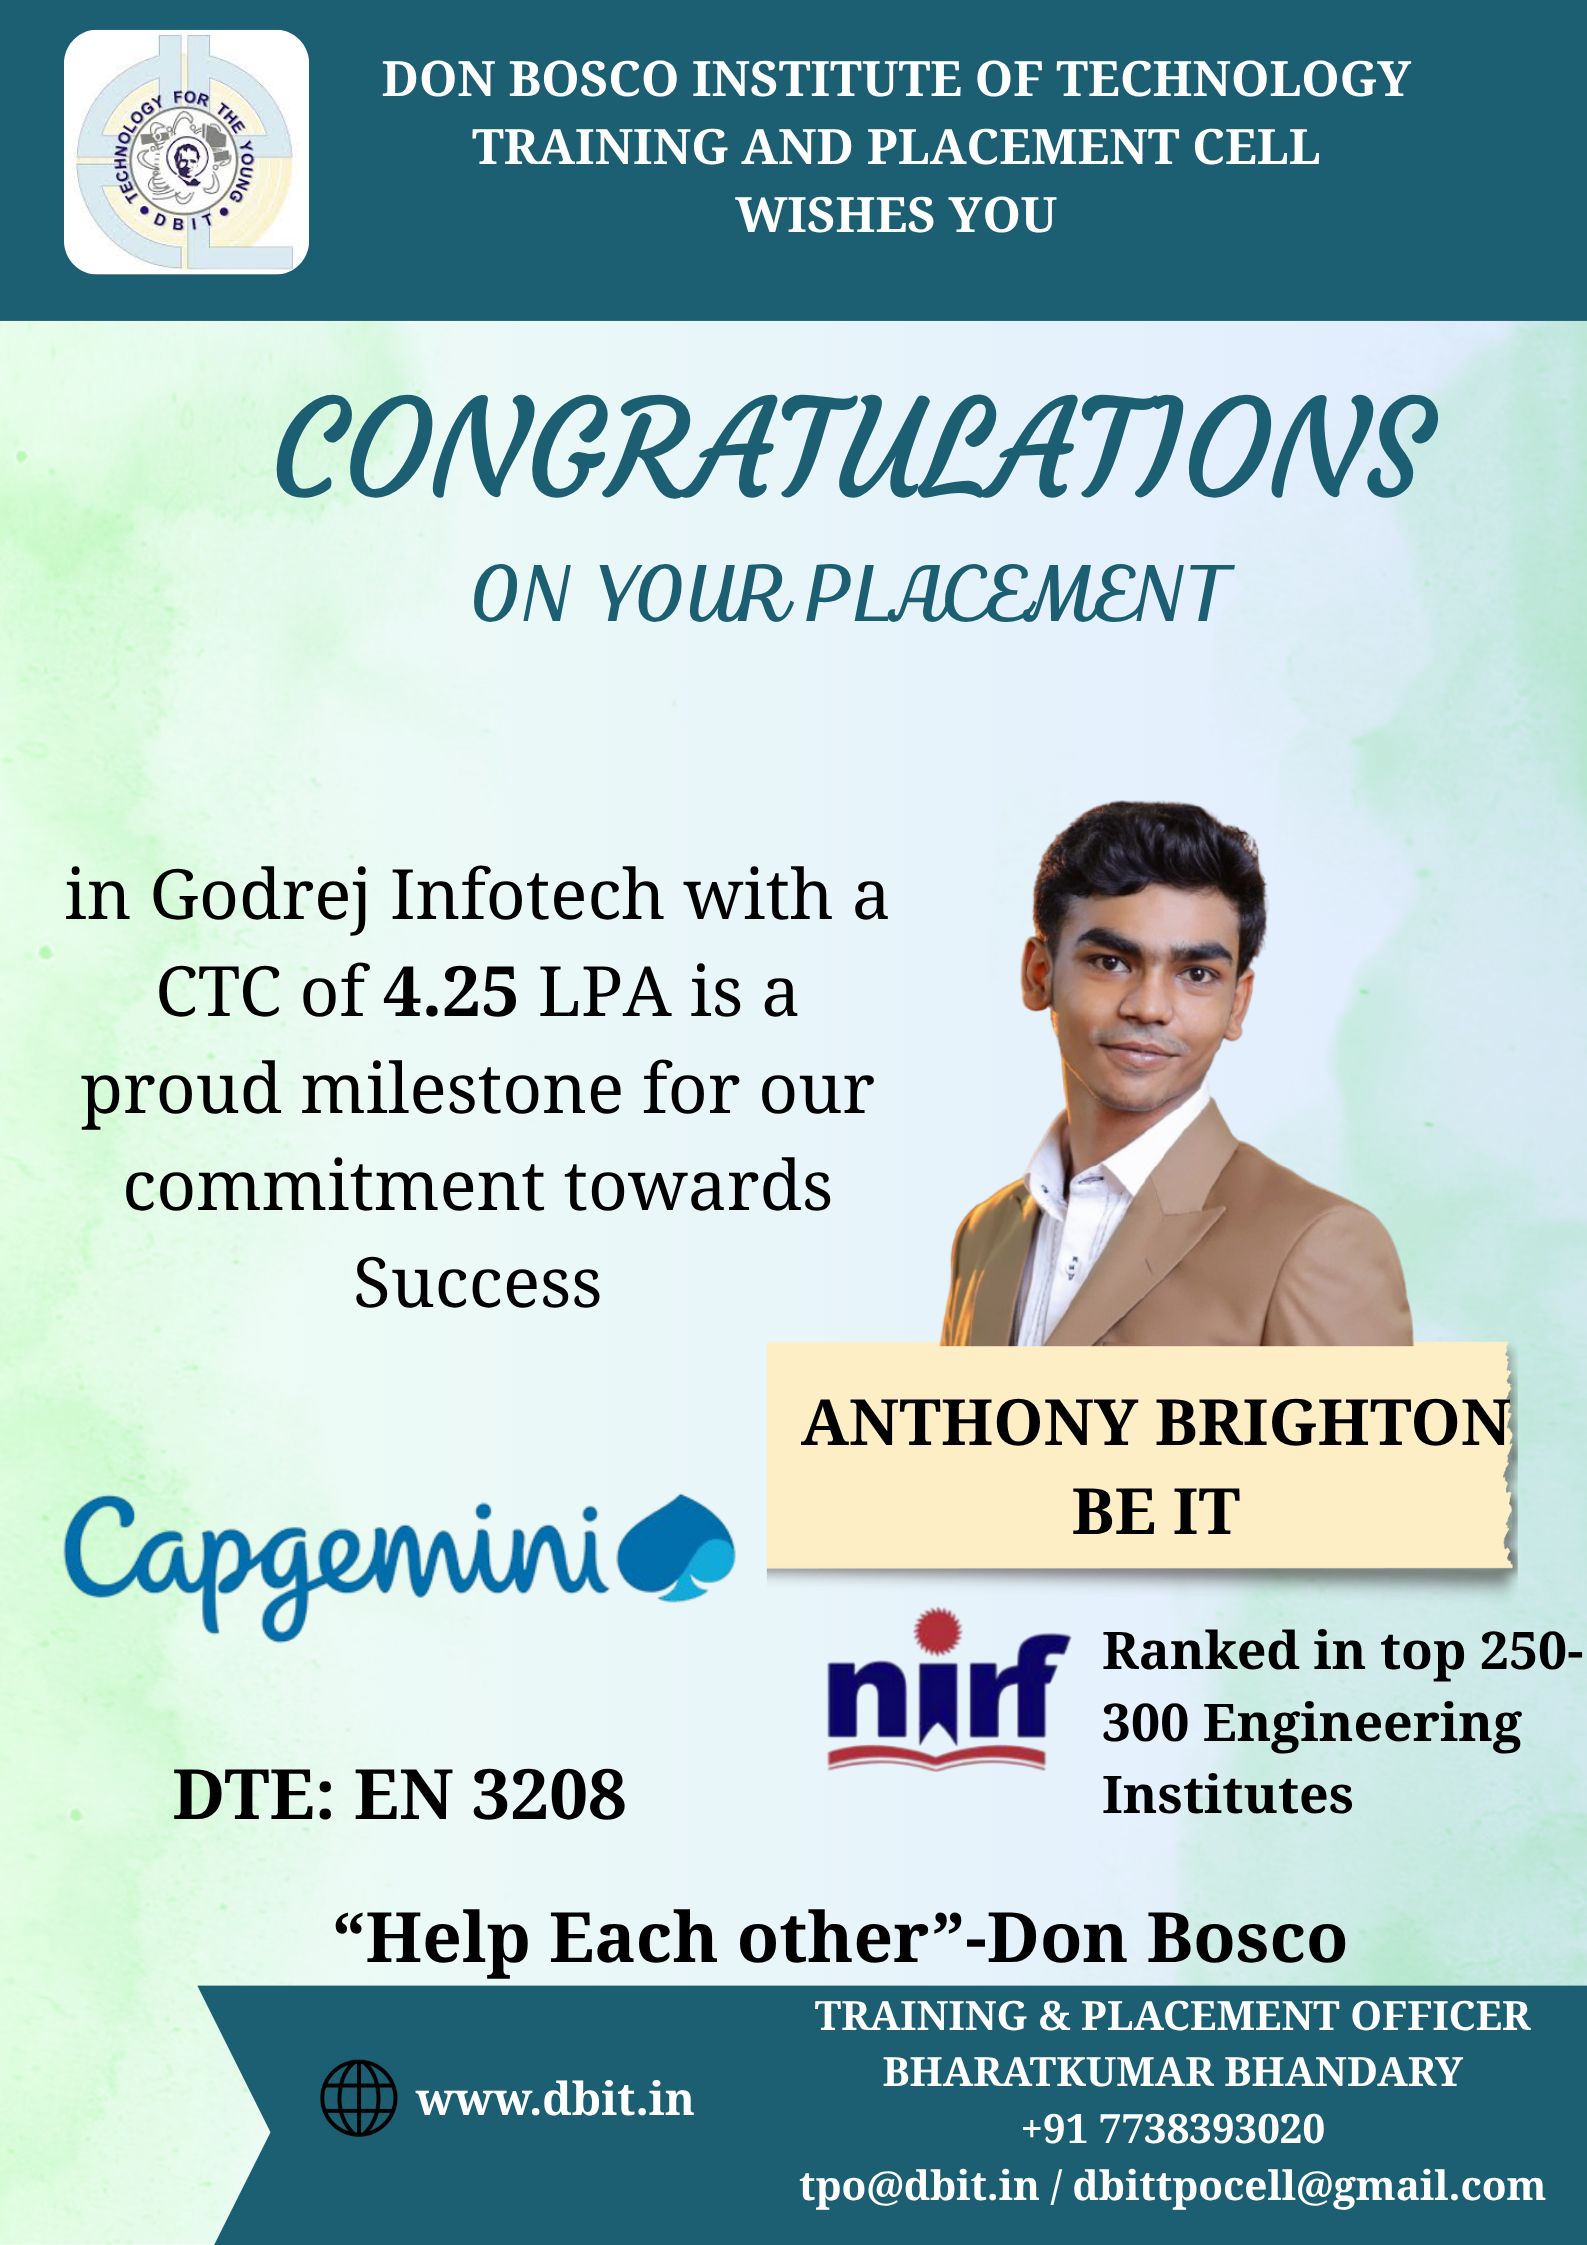 TECHNOLOGY FOR THE YOUNG
DBIT
DON BOSCO INSTITUTE OF TECHNOLOGY
TRAINING AND PLACEMENT CELL
WISHES YOU
CONGRATULATIONS
ON YOUR PLACEMENT
in Godrej Infotech with a
CTC of 4.25 LPA is a
proud milestone for our
commitment towards
Success
ANTHONY BRIGHTON
BE IT
Capgemini
nirf
Ranked in top 250-
300 Engineering
Institutes
DTE: EN 3208
“Help Each other”-Don Bosco
www.dbit.in
TRAINING & PLACEMENT OFFICER
BHARATKUMAR BHANDARY
+91 7738393020
tpo@dbit.in / dbittpocell@gmail.com